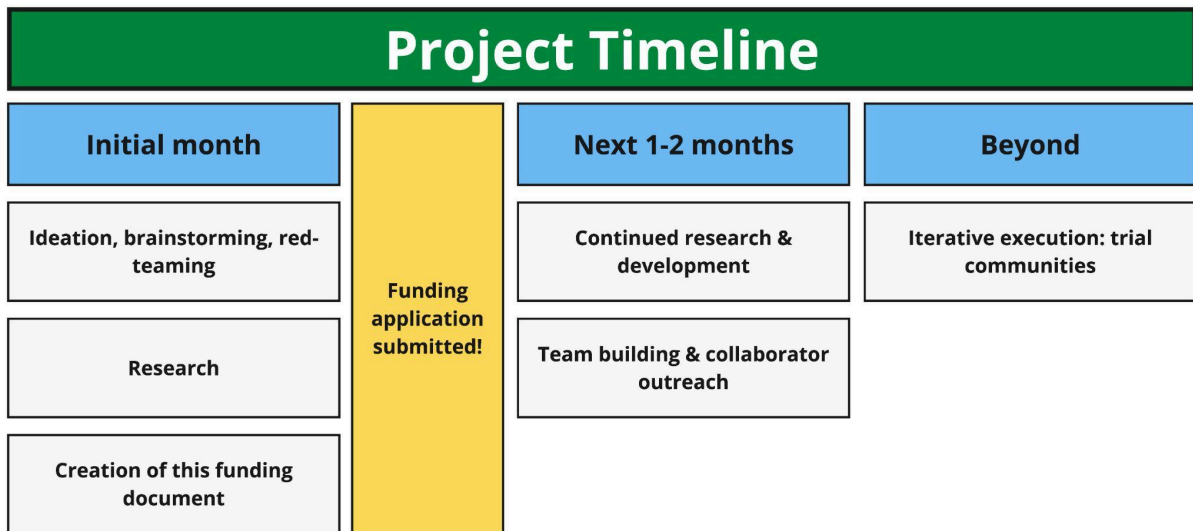 Project Timeline
Initial month
Ideation, brainstorming, red-
teaming
Research
Creation of this funding
document
Funding
application
submitted!
Next 1-2 months
Continued research &
development
Team building & collaborator
outreach
Beyond
Iterative execution: trial
communities